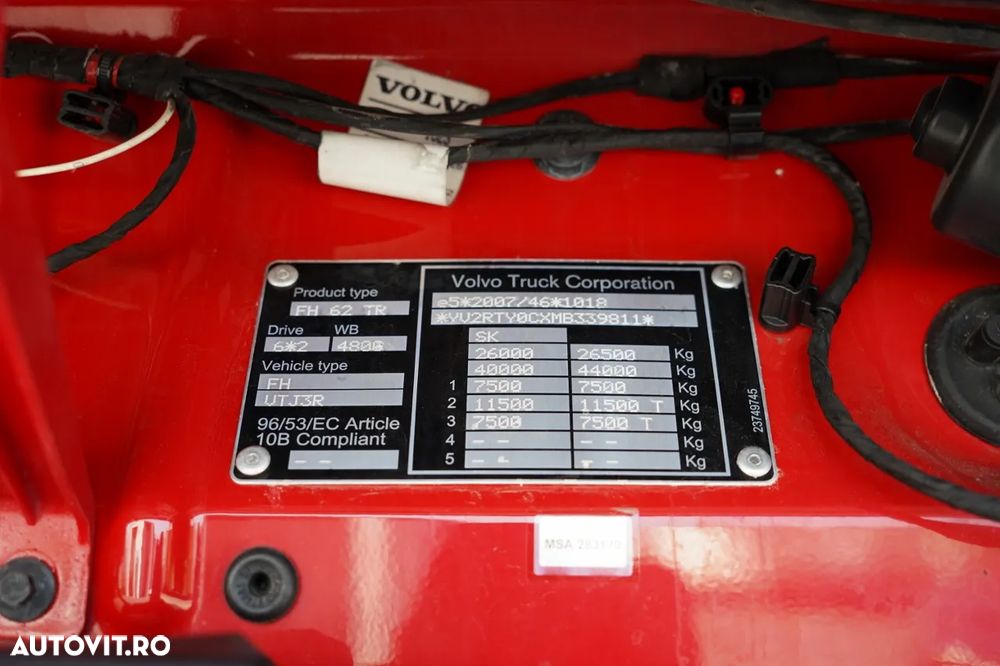 VOLVO
Volvo Truck Corporation
Product type
FH 62 TR
e5*2007/46*1018
*YV2RTY0CXMB339811*
Drive WB
6*2 4800
SK
26000 26500 Kg
40000 44000 Kg
Vehicle type
FH
VTJ3R
1 7500 7500 Kg
2 11500 11500 T Kg
3 7500 7500 T Kg
4 -- -- Kg
5 -- -- Kg
96/53/EC Article
10B Compliant
--
23749745
MSA
AUTOVIT.RO